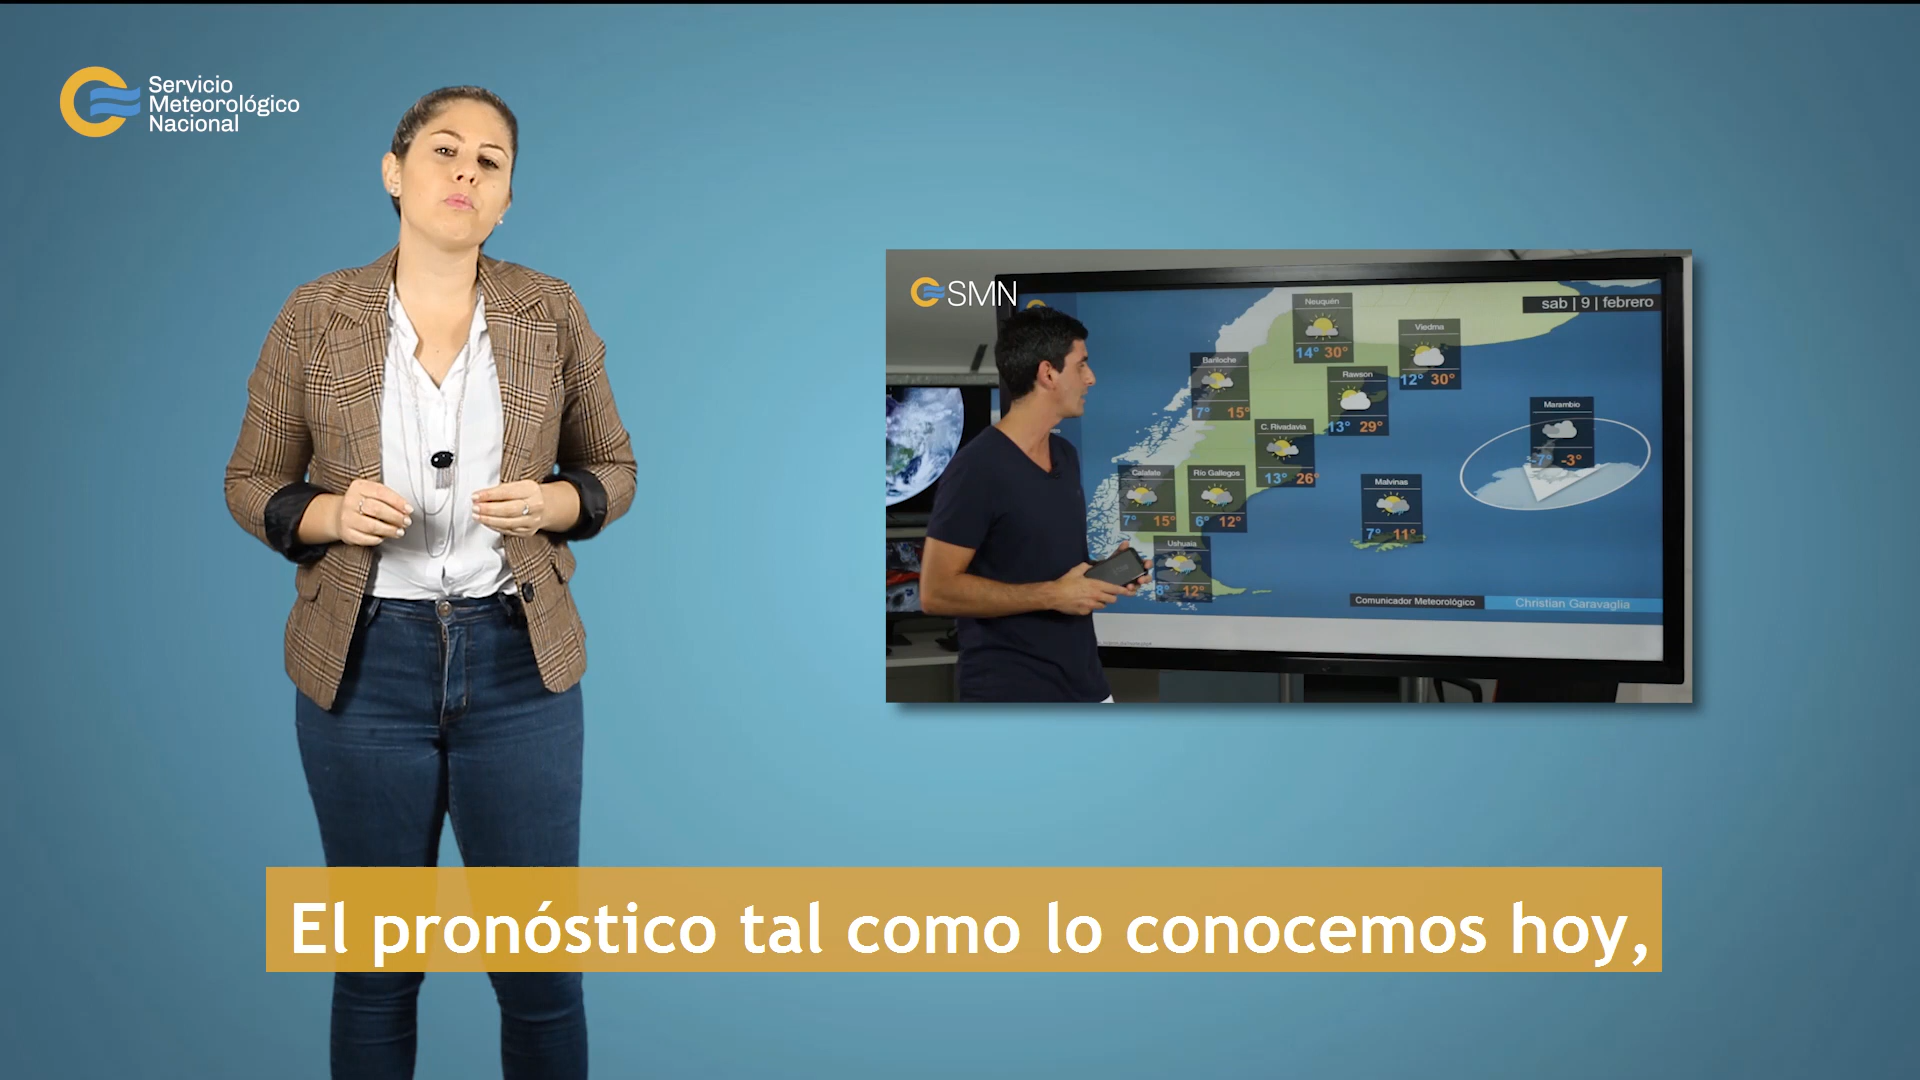 Servicio
Meteorológico
Nacional
SMN
sab | 9 | febrero
Neuquén
14° 30°
Viedma
12° 30°
Bariloche
7° 15°
Rawson
13° 29°
C. Rivadavia
13° 26°
Marambio
-7° -3°
Calafate
7° 15°
Río Gallegos
6° 12°
Malvinas
7° 11°
Ushuaia
8° 12°
Comunicador Meteorológico
Christian Garavaglia
El pronóstico tal como lo conocemos hoy,